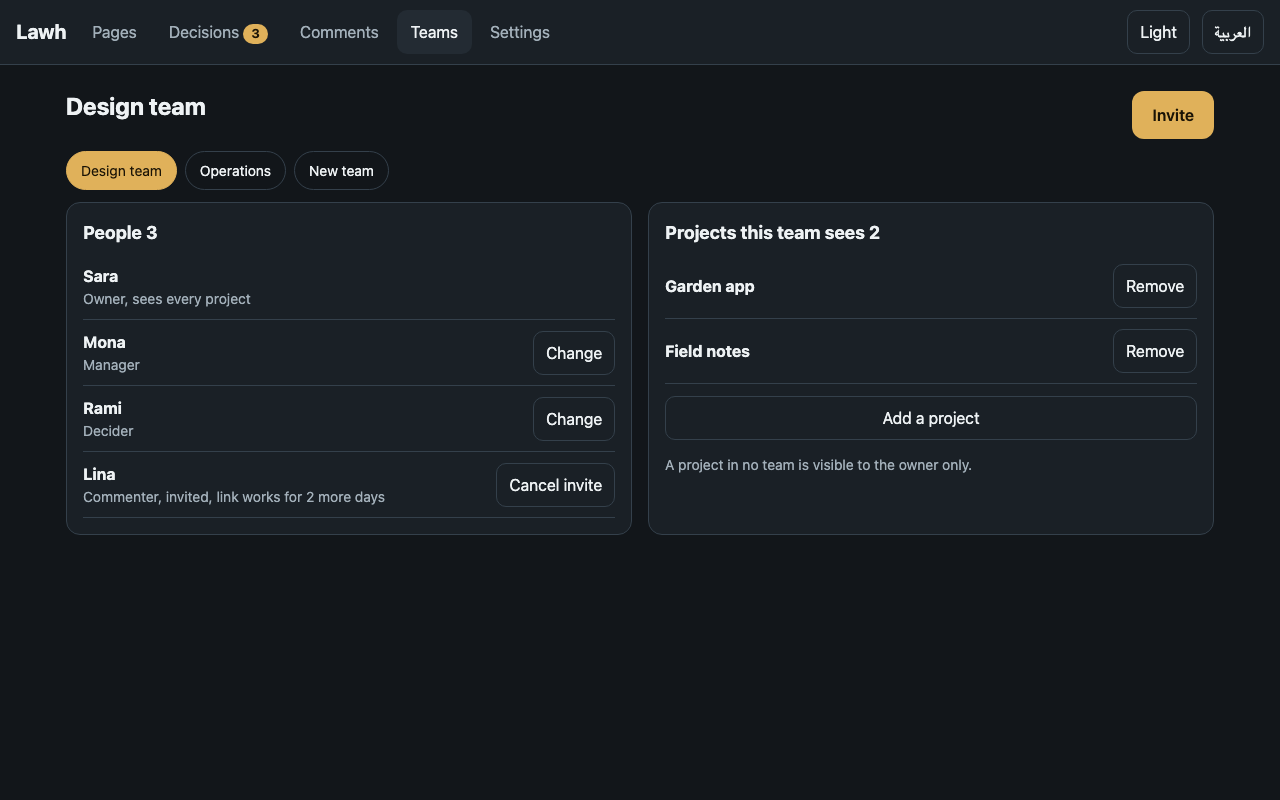 Lawh
Pages
Decisions 3
Comments
Teams
Settings
Light
العربية
Design team
Invite
Design team
Operations
New team
People 3
Sara
Owner, sees every project
Mona
Manager
Change
Rami
Decider
Change
Lina
Commenter, invited, link works for 2 more days
Cancel invite
Projects this team sees 2
Garden app
Remove
Field notes
Remove
Add a project
A project in no team is visible to the owner only.